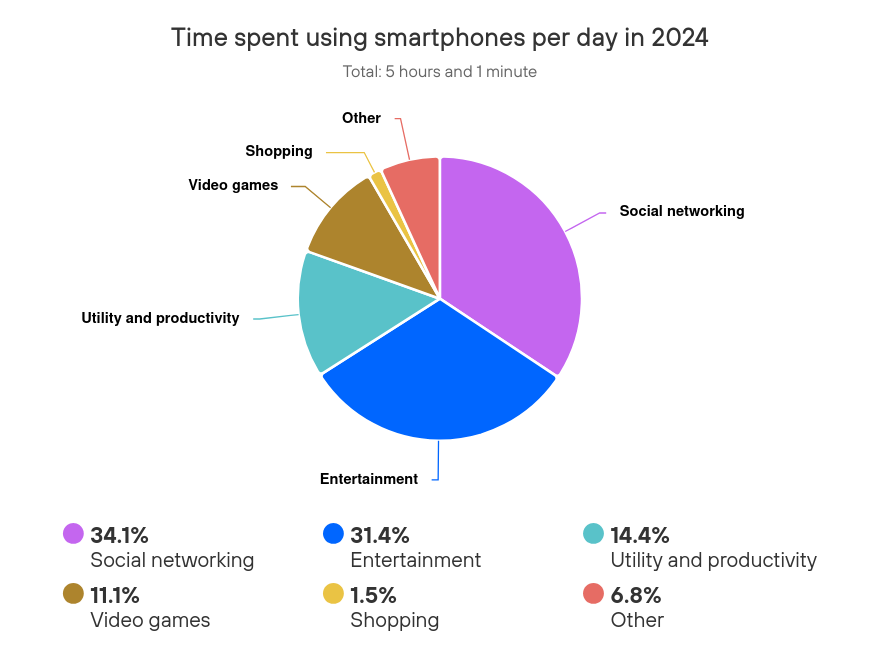 Time spent using smartphones per day in 2024
Total: 5 hours and 1 minute
Other
Shopping
Video games
Social networking
Utility and productivity
Entertainment
34.1%
Social networking
31.4%
Entertainment
14.4%
Utility and productivity
11.1%
Video games
1.5%
Shopping
6.8%
Other